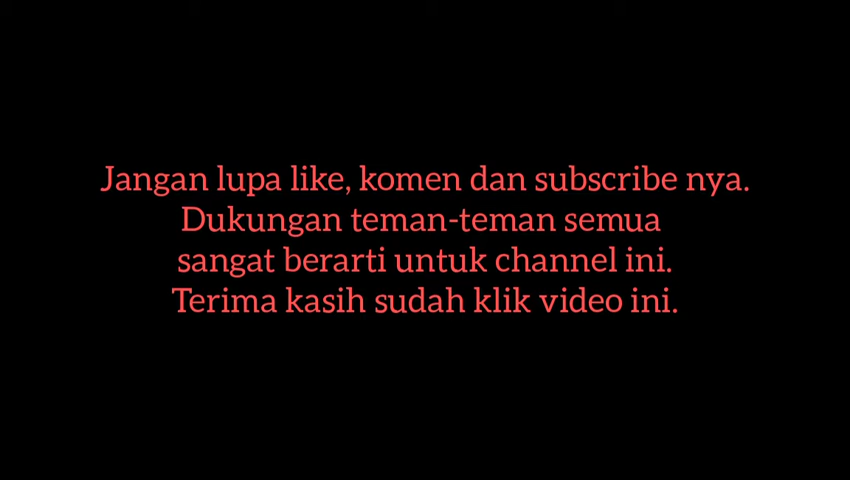 Jangan lupa like, komen dan subscribe nya.
Dukungan teman-teman semua
sangat berarti untuk channel ini.
Terima kasih sudah klik video ini.